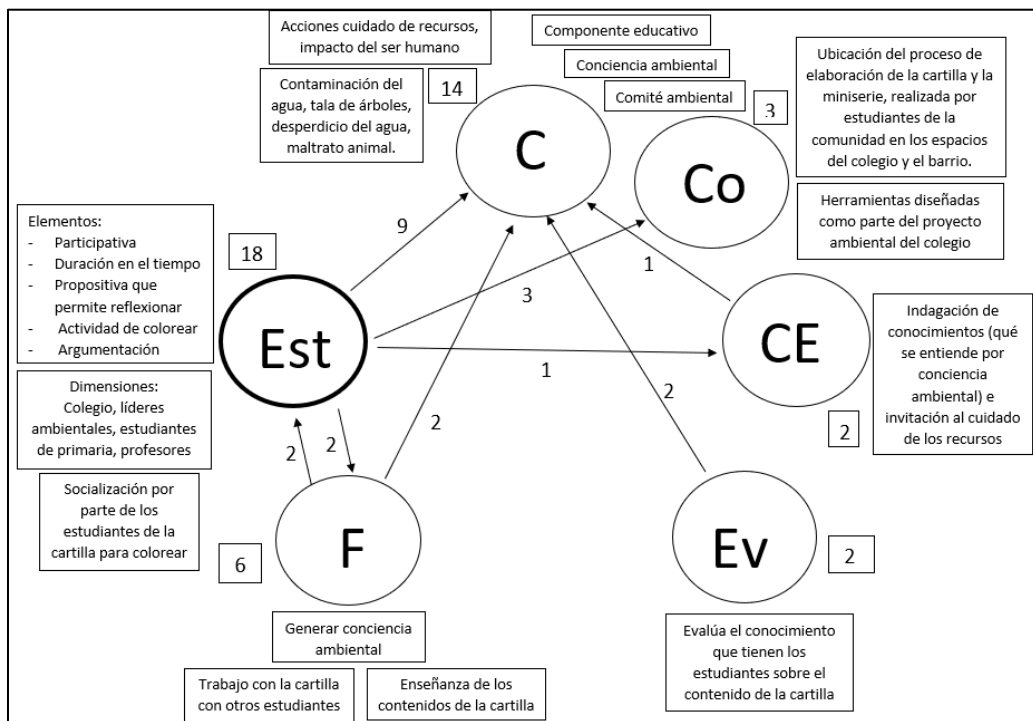 Acciones cuidado de recursos,
impacto del ser humano
Componente educativo
Conciencia ambiental
Comité ambiental
Contaminación del
agua, tala de árboles,
desperdicio del agua,
maltrato animal.
14
C
3
Co
Ubicación del proceso de
elaboración de la cartilla y la
miniserie, realizada por
estudiantes de la
comunidad en los espacios
del colegio y el barrio.
Herramientas diseñadas
como parte del proyecto
ambiental del colegio
Elementos:
- Participativa
- Duración en el tiempo
- Propositiva que
permite reflexionar
- Actividad de colorear
- Argumentación
18
Est
9
3
1
1
CE
2
Indagación de
conocimientos (qué
se entiende por
conciencia
ambiental) e
invitación al cuidado
de los recursos
Dimensiones:
Colegio, líderes
ambientales, estudiantes
de primaria, profesores
2
2
2
2
Socialización por
parte de los
estudiantes de la
cartilla para colorear
6
F
Ev
2
Generar conciencia
ambiental
Trabajo con la cartilla
con otros estudiantes
Enseñanza de los
contenidos de la cartilla
Evalúa el conocimiento
que tienen los
estudiantes sobre el
contenido de la cartilla